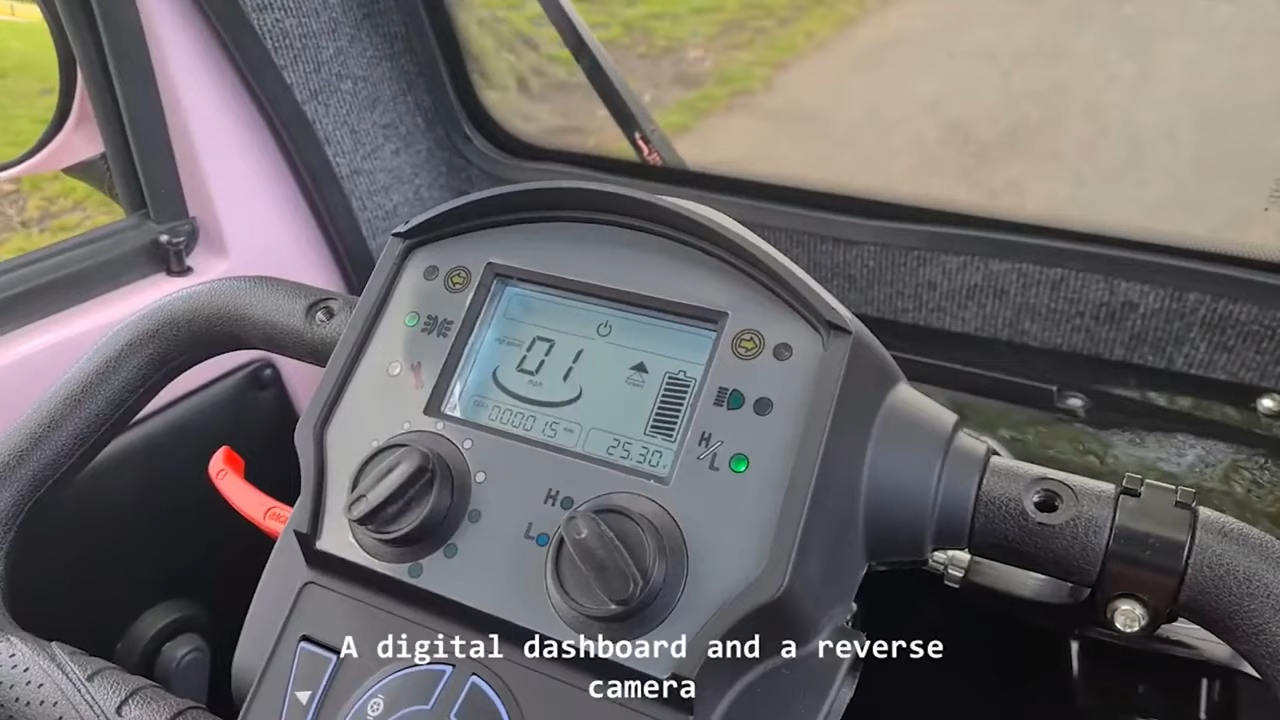 01
mph
000015
25.30
H
L
H
L
A digital dashboard and a reverse
camera